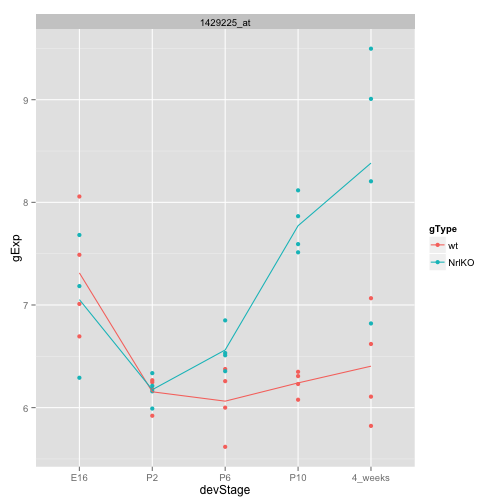 1429225_at
gExp
9
8
7
6
E16 P2 P6 P10 4_weeks
devStage
gType
wt
NrlKO